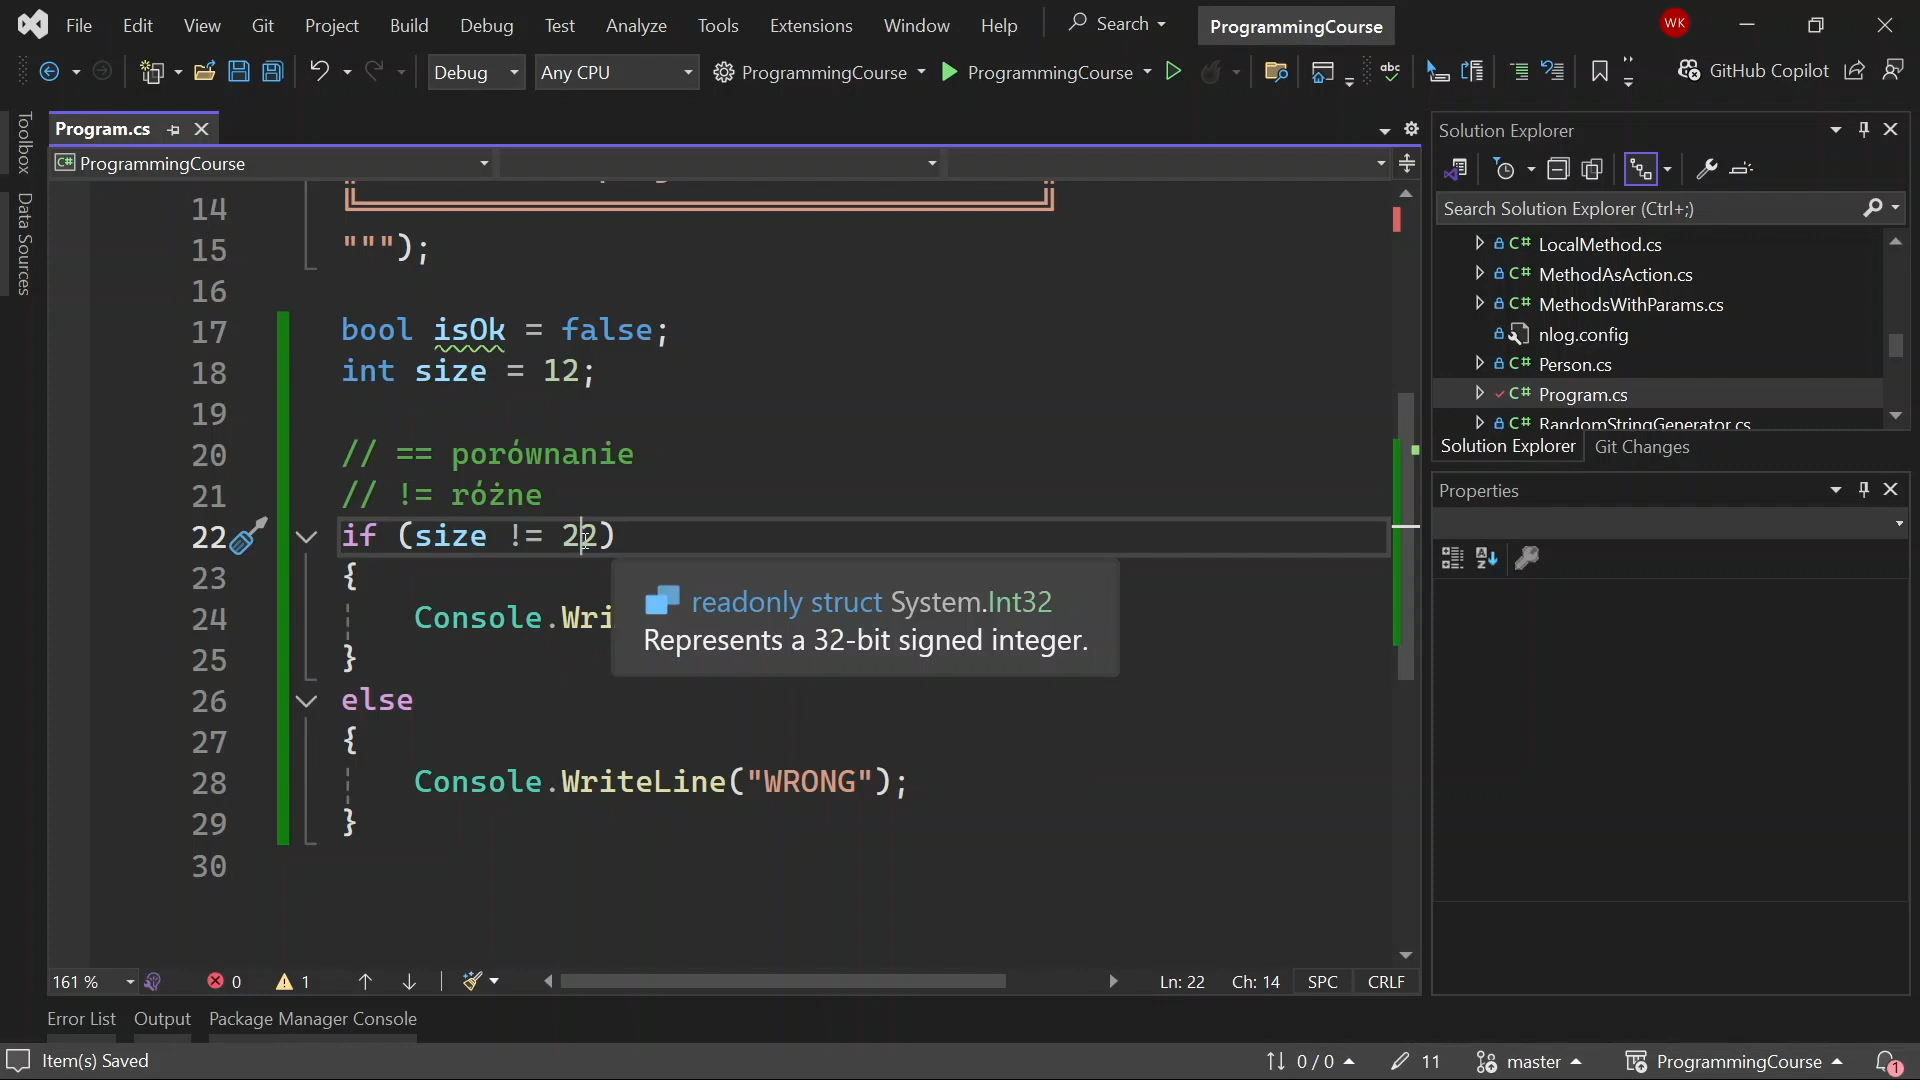 File Edit View Git Project Build Debug Test Analyze Tools Extensions Window Help Search ProgrammingCourse WK
Debug Any CPU ProgrammingCourse ProgrammingCourse abc GitHub Copilot
Toolbox
Data Sources
Program.cs
C# ProgrammingCourse
14
15 """);
16
17 bool isOk = false;
18 int size = 12;
19
20 // == porównanie
21 // != różne
22 if (size != 22)
23 {
24 Console.Wri
25 }
26 else
27 {
28 Console.WriteLine("WRONG");
29 }
30
readonly struct System.Int32
Represents a 32-bit signed integer.
161 % 0 1 Ln: 22 Ch: 14 SPC CRLF
Solution Explorer
Search Solution Explorer (Ctrl+;)
C# LocalMethod.cs
C# MethodAsAction.cs
C# MethodsWithParams.cs
nlog.config
C# Person.cs
C# Program.cs
C# RandomStringGenerator.cs
Solution Explorer Git Changes
Properties
Error List Output Package Manager Console
Item(s) Saved 0 / 0 11 master ProgrammingCourse 1